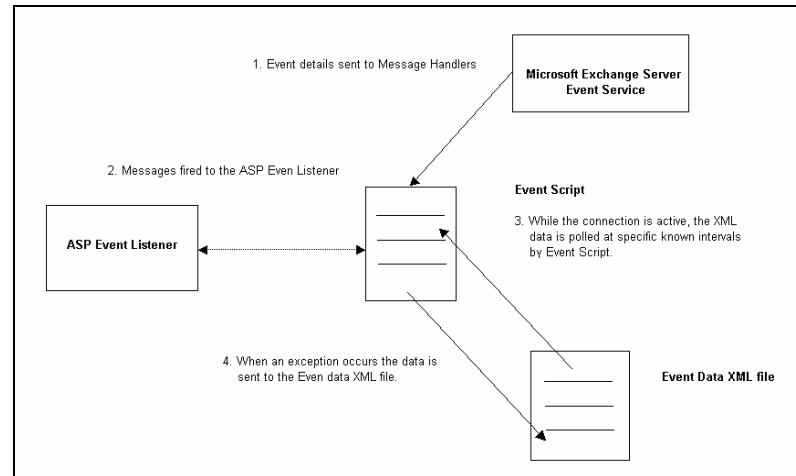 1. Event details sent to Message Handlers
Microsoft Exchange Server
Event Service
2. Messages fired to the ASP Even Listener
ASP Event Listener
Event Script
3. While the connection is active, the XML
data is polled at specific known intervals
by Event Script.
4. When an exception occurs the data is
sent to the Even data XML file.
Event Data XML file